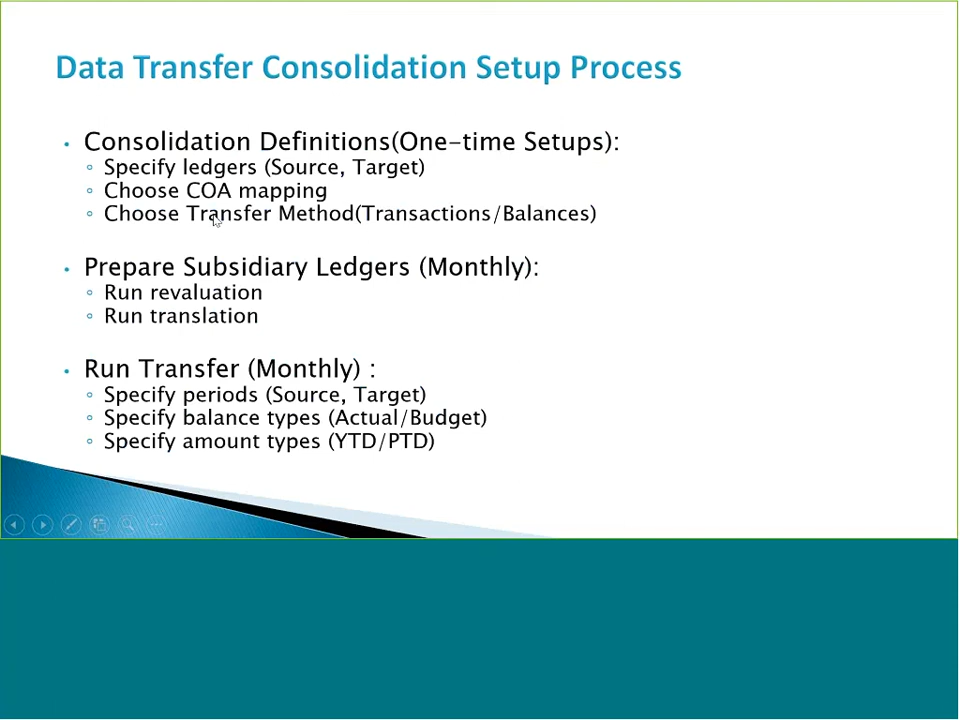 Data Transfer Consolidation Setup Process
Consolidation Definitions(One-time Setups):
Specify ledgers (Source, Target)
Choose COA mapping
Choose Transfer Method(Transactions/Balances)
Prepare Subsidiary Ledgers (Monthly):
Run revaluation
Run translation
Run Transfer (Monthly) :
Specify periods (Source, Target)
Specify balance types (Actual/Budget)
Specify amount types (YTD/PTD)